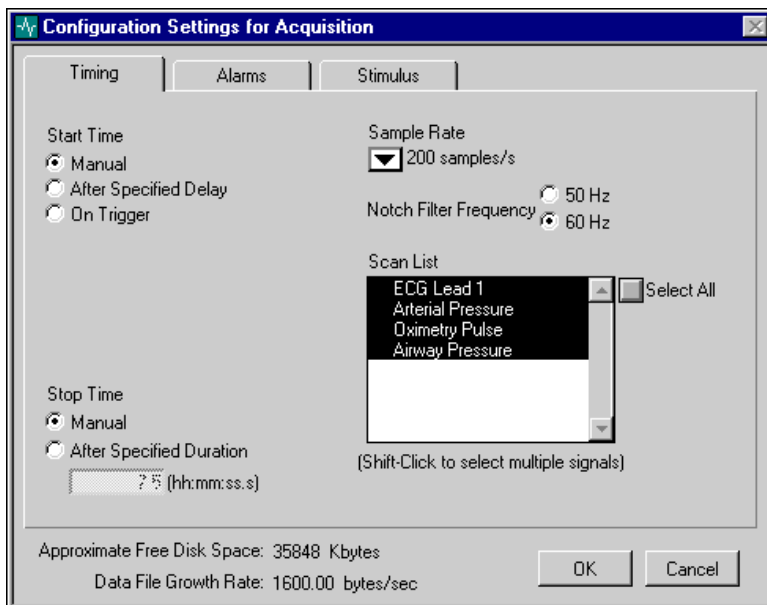 Configuration Settings for Acquisition
Timing
Alarms
Stimulus
Start Time
Manual
After Specified Delay
On Trigger
Sample Rate
200 samples/s
Notch Filter Frequency
50 Hz
60 Hz
Scan List
ECG Lead 1
Arterial Pressure
Oximetry Pulse
Airway Pressure
Select All
(Shift-Click to select multiple signals)
Stop Time
Manual
After Specified Duration
(hh:mm:ss.s)
Approximate Free Disk Space: 35848 Kbytes
Data File Growth Rate: 1600.00 bytes/sec
OK
Cancel